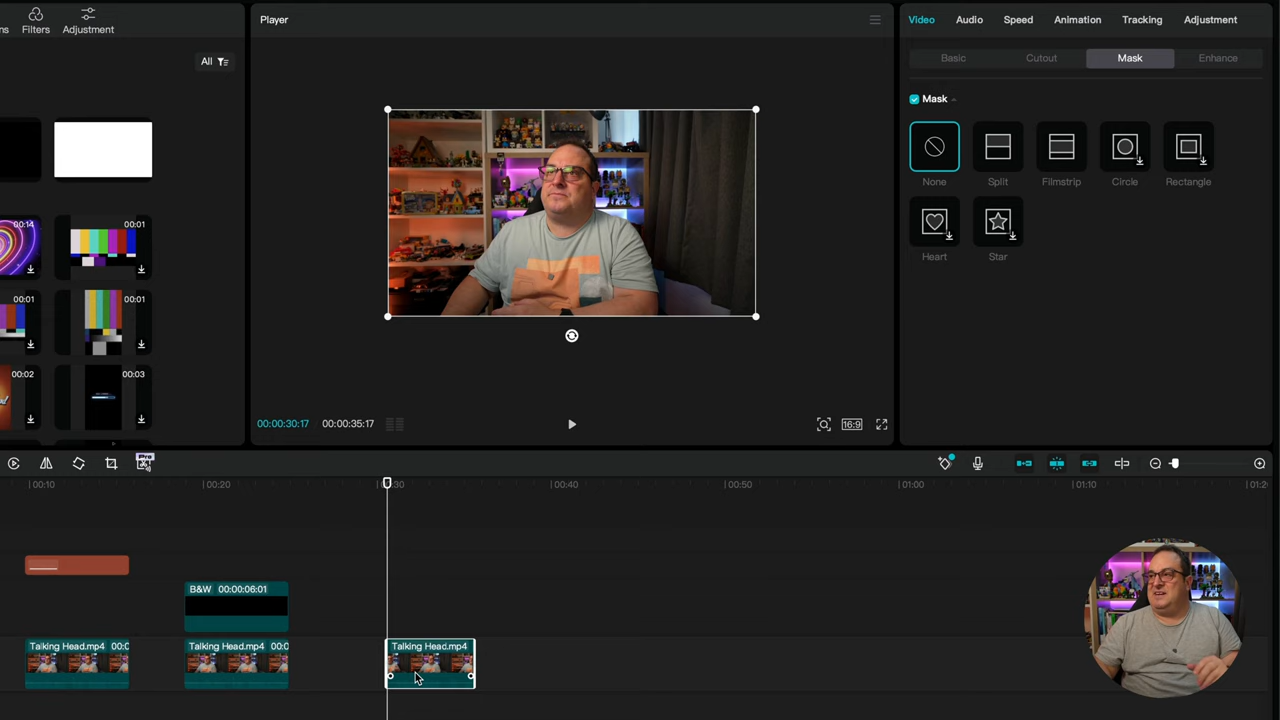 Filters
Adjustment
Player
Video
Audio
Speed
Animation
Tracking
Adjustment
All
Basic
Cutout
Mask
Enhance
Mask
None
Split
Filmstrip
Circle
Rectangle
Heart
Star
00:14
00:01
00:01
00:01
00:02
00:03
00:00:30:17
00:00:35:17
16:9
Pro
00:10
00:20
00:30
00:40
00:50
01:00
01:10
01:20
B&W 00:00:06:01
Talking Head.mp4
Talking Head.mp4
Talking Head.mp4